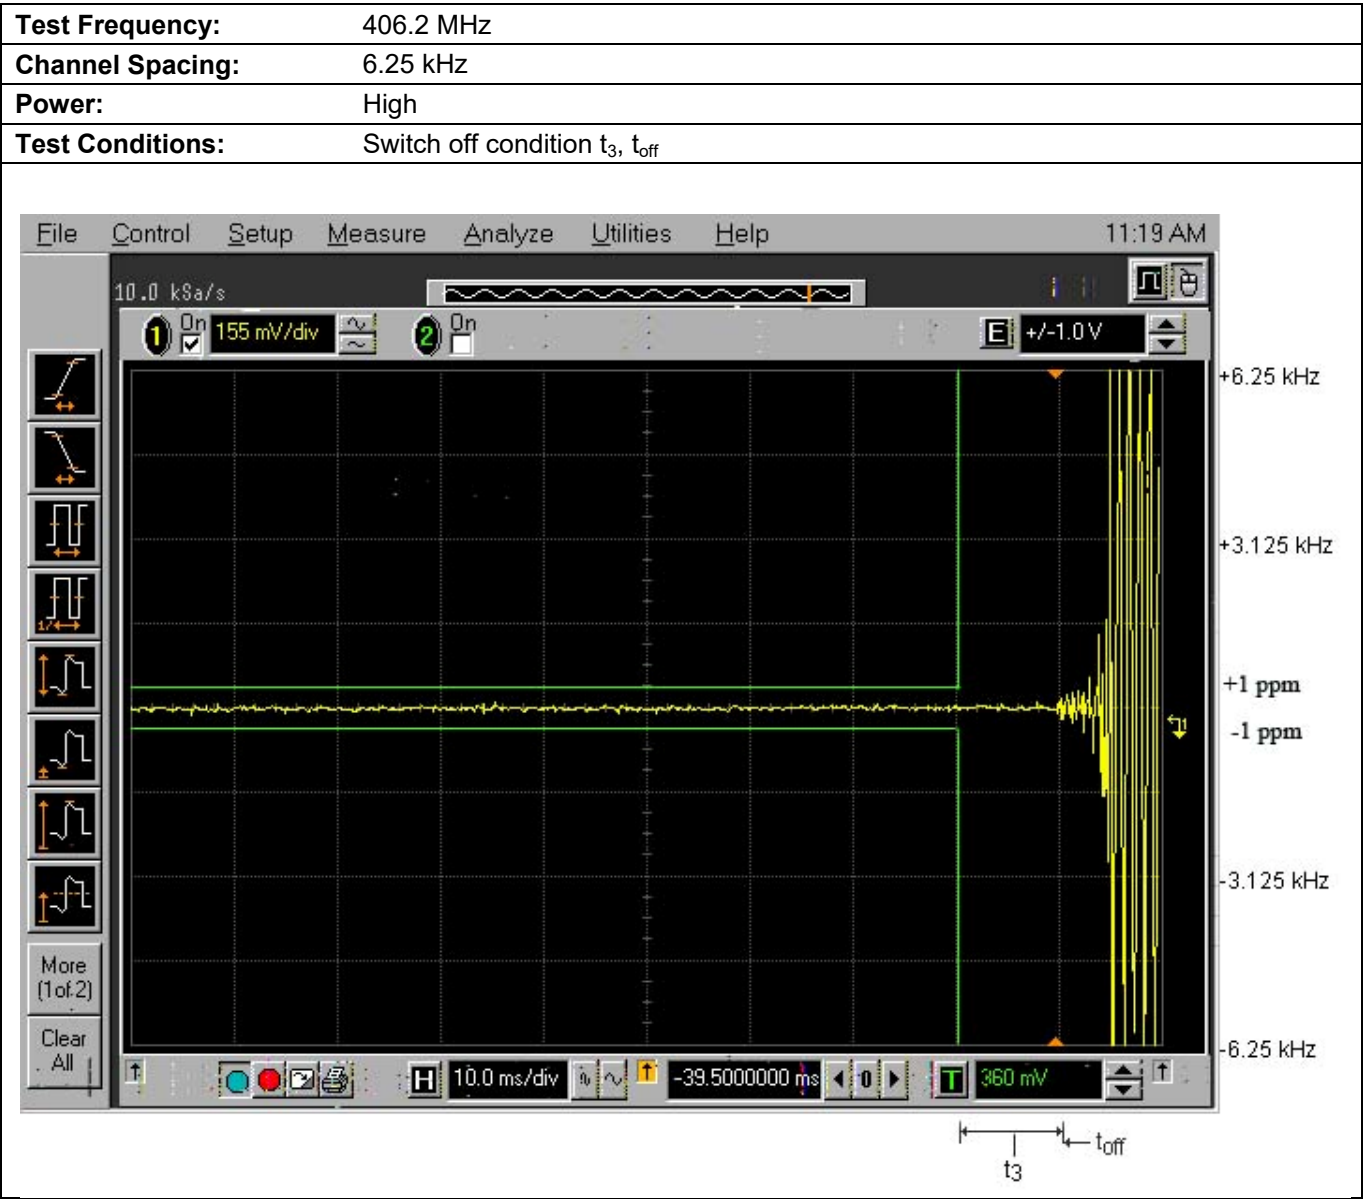 Test Frequency: 406.2 MHz
Channel Spacing: 6.25 kHz
Power: High
Test Conditions: Switch off condition t3, toff
File Control Setup Measure Analyze Utilities Help 11:19 AM
10.0 kSa/s
1 On 155 mV/div 2 On E +/-1.0 V
+6.25 kHz
+3.125 kHz
+1 ppm
-1 ppm
-3.125 kHz
-6.25 kHz
1/
More
(1of 2)
Clear
All
H 10.0 ms/div -39.5000000 ms 0 T 360 mV
toff
t3